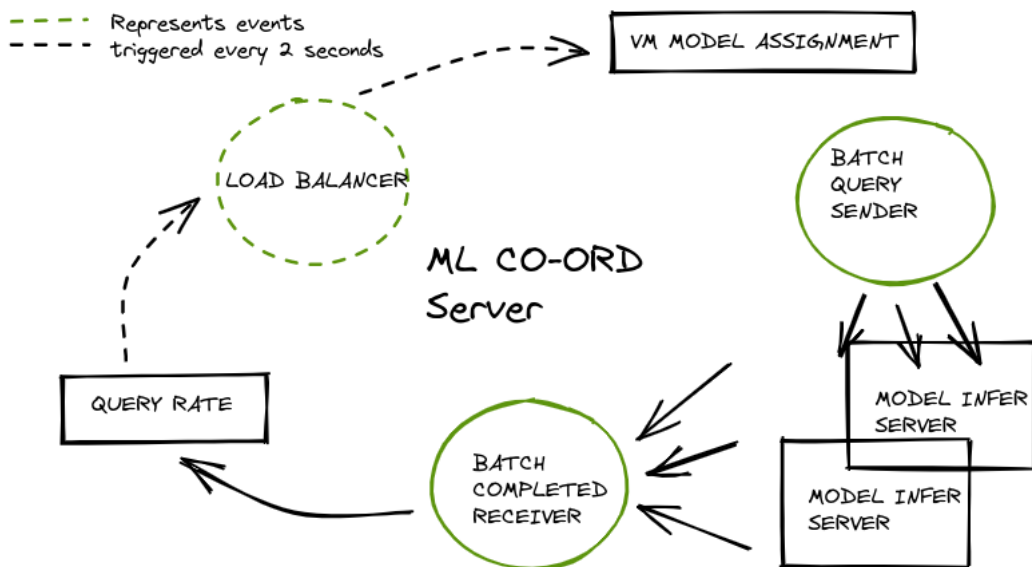 Represents events
triggered every 2 seconds
VM MODEL ASSIGNMENT
LOAD BALANCER
BATCH
QUERY
SENDER
ML CO-ORD
Server
QUERY RATE
MODEL INFER
SERVER
BATCH
COMPLETED
RECEIVER
MODEL INFER
SERVER